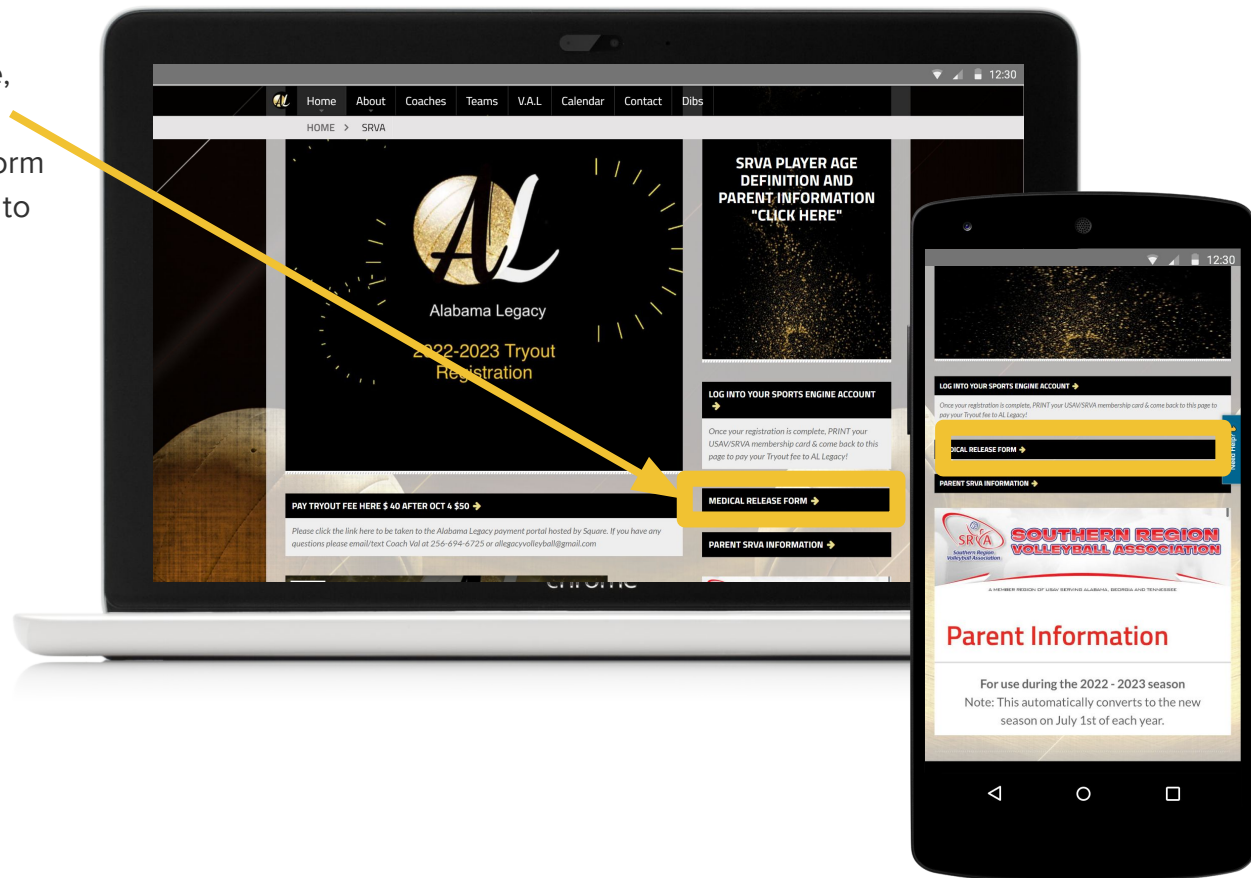 e,
orm
to
12:30
AL Home About Coaches Teams V.A.L Calendar Contact Dibs
HOME > SRVA
AL
Alabama Legacy
2022-2023 Tryout
Registration
SRVA PLAYER AGE
DEFINITION AND
PARENT INFORMATION
"CLICK HERE"
LOG INTO YOUR SPORTS ENGINE ACCOUNT
→
Once your registration is complete, PRINT your
USAV/SRVA membership card & come back to this
page to pay your Tryout fee to AL Legacy!
MEDICAL RELEASE FORM →
PARENT SRVA INFORMATION →
PAY TRYOUT FEE HERE $ 40 AFTER OCT 4 $50 →
Please click the link here to be taken to the Alabama Legacy payment portal hosted by Square. If you have any
questions please email/text Coach Val at 256-694-6725 or allegacyvolleyball@gmail.com
chrome
12:30
LOG INTO YOUR SPORTS ENGINE ACCOUNT →
Once your registration is complete, PRINT your USAV/SRVA membership card & come back to this page to
pay your Tryout fee to AL Legacy!
Need Help?
DICAL RELEASE FORM →
PARENT SRVA INFORMATION →
SRVA
Southern Region
Volleyball Association
SOUTHERN REGION
VOLLEYBALL ASSOCIATION
A MEMBER REGION OF USAV SERVING ALABAMA, GEORGIA AND TENNESSEE
Parent Information
For use during the 2022 - 2023 season
Note: This automatically converts to the new
season on July 1st of each year.